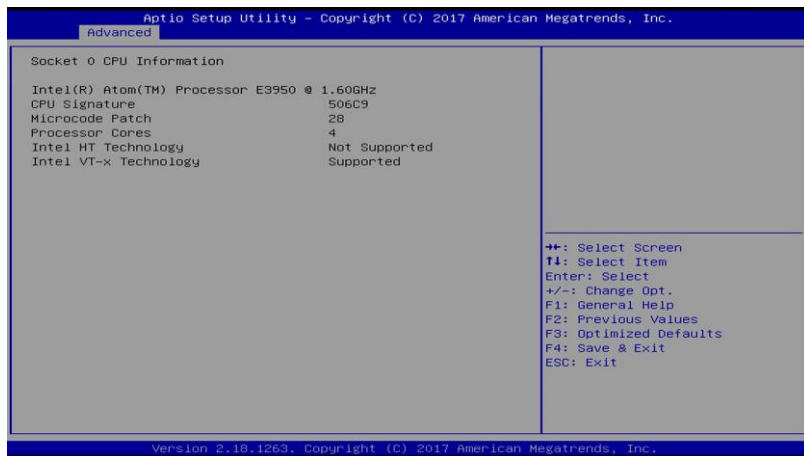 Aptio Setup Utility – Copyright (C) 2017 American Megatrends, Inc.
Advanced
Socket 0 CPU Information
Intel(R) Atom(TM) Processor E3950 @ 1.60GHz
CPU Signature 506C9
Microcode Patch 28
Processor Cores 4
Intel HT Technology Not Supported
Intel VT-x Technology Supported
→←: Select Screen
↑↓: Select Item
Enter: Select
+/-: Change Opt.
F1: General Help
F2: Previous Values
F3: Optimized Defaults
F4: Save & Exit
ESC: Exit
Version 2.18.1263. Copyright (C) 2017 American Megatrends, Inc.